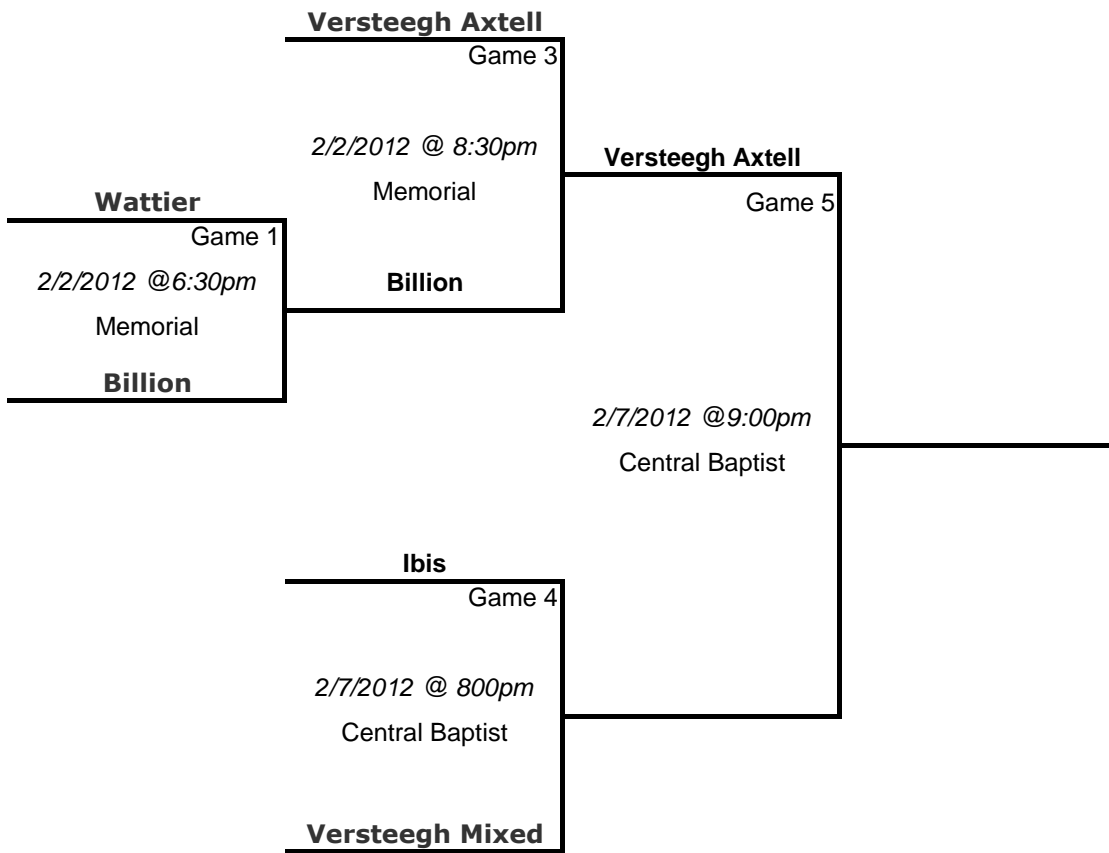 Versteegh Axtell
Game 3
2/2/2012 @ 8:30pm
Versteegh Axtell
Memorial
Wattier
Game 5
Game 1
2/2/2012 @6:30pm
Billion
Memorial
Billion
2/7/2012 @9:00pm
Central Baptist
Ibis
Game 4
2/7/2012 @ 800pm
Central Baptist
Versteegh Mixed